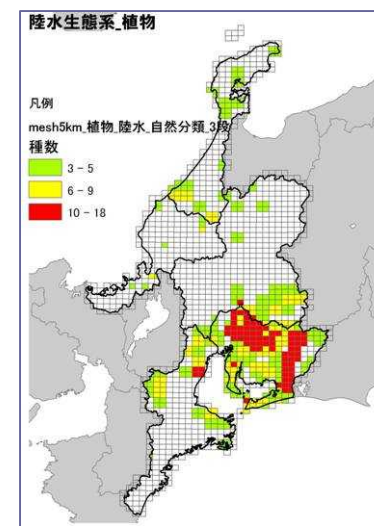 陸水生態系_植物
凡例
mesh5km_植物_陸水_自然分類_3段
種数
3 - 5
6 - 9
10 - 18